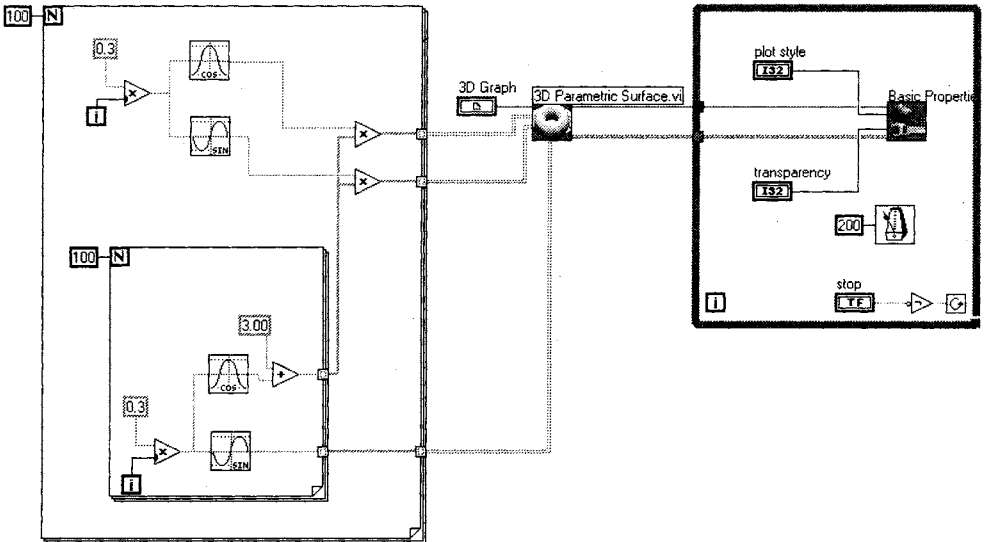 100 N
0.3
COS
i
SIN
x
x
x
3D Graph
3D Parametric Surface.vi
plot style
I32
Basic Propertie
transparency
I32
200
stop
TF
i
100 N
3.00
COS
+
0.3
x
SIN
i